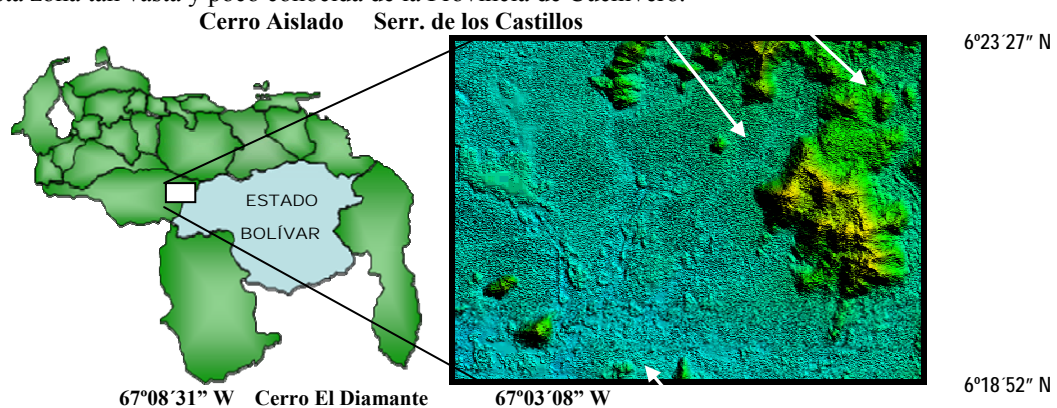 Cerro Aislado Serr. de los Castillos
6º23´27” N
ESTADO
BOLÍVAR
6º18´52” N
67º08´31” W Cerro El Diamante 67º03´08” W